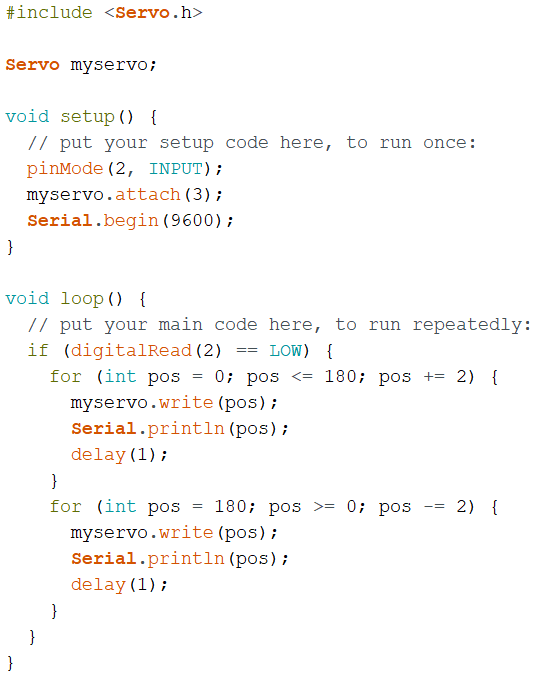 #include <Servo.h>

Servo myservo;

void setup() {
  // put your setup code here, to run once:
  pinMode(2, INPUT);
  myservo.attach(3);
  Serial.begin(9600);
}

void loop() {
  // put your main code here, to run repeatedly:
  if (digitalRead(2) == LOW) {
    for (int pos = 0; pos <= 180; pos += 2) {
      myservo.write(pos);
      Serial.println(pos);
      delay(1);
    }
    for (int pos = 180; pos >= 0; pos -= 2) {
      myservo.write(pos);
      Serial.println(pos);
      delay(1);
    }
  }
}